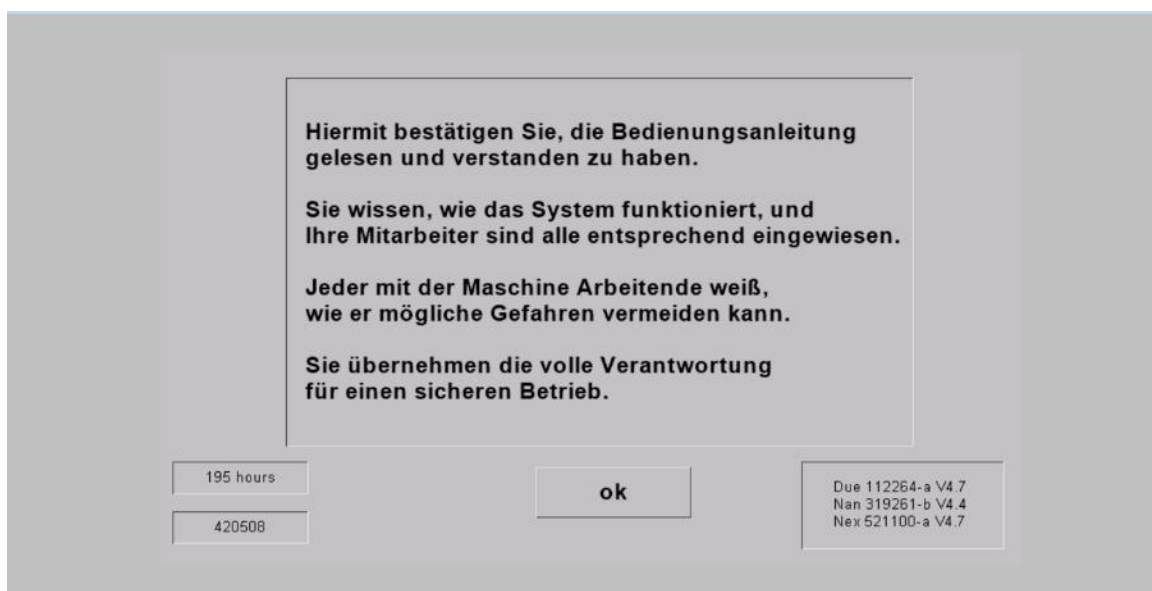 Hiermit bestätigen Sie, die Bedienungsanleitung
gelesen und verstanden zu haben.
Sie wissen, wie das System funktioniert, und
Ihre Mitarbeiter sind alle entsprechend eingewiesen.
Jeder mit der Maschine Arbeitende weiß,
wie er mögliche Gefahren vermeiden kann.
Sie übernehmen die volle Verantwortung
für einen sicheren Betrieb.
195 hours
420508
ok
Due 112264-a V4.7
Nan 319261-b V4.4
Nex 521100-a V4.7